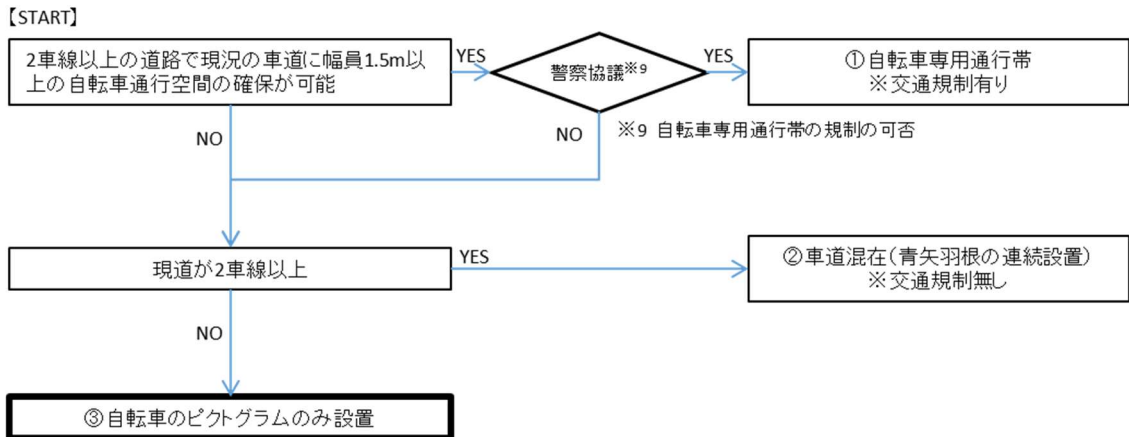 【START】
2車線以上の道路で現況の車道に幅員1.5m以
上の自転車通行空間の確保が可能
YES
警察協議※9
YES
①自転車専用通行帯
※交通規制有り
NO
NO
※9 自転車専用通行帯の規制の可否
現道が2車線以上
YES
②車道混在(青矢羽根の連続設置)
※交通規制無し
NO
③自転車のピクトグラムのみ設置